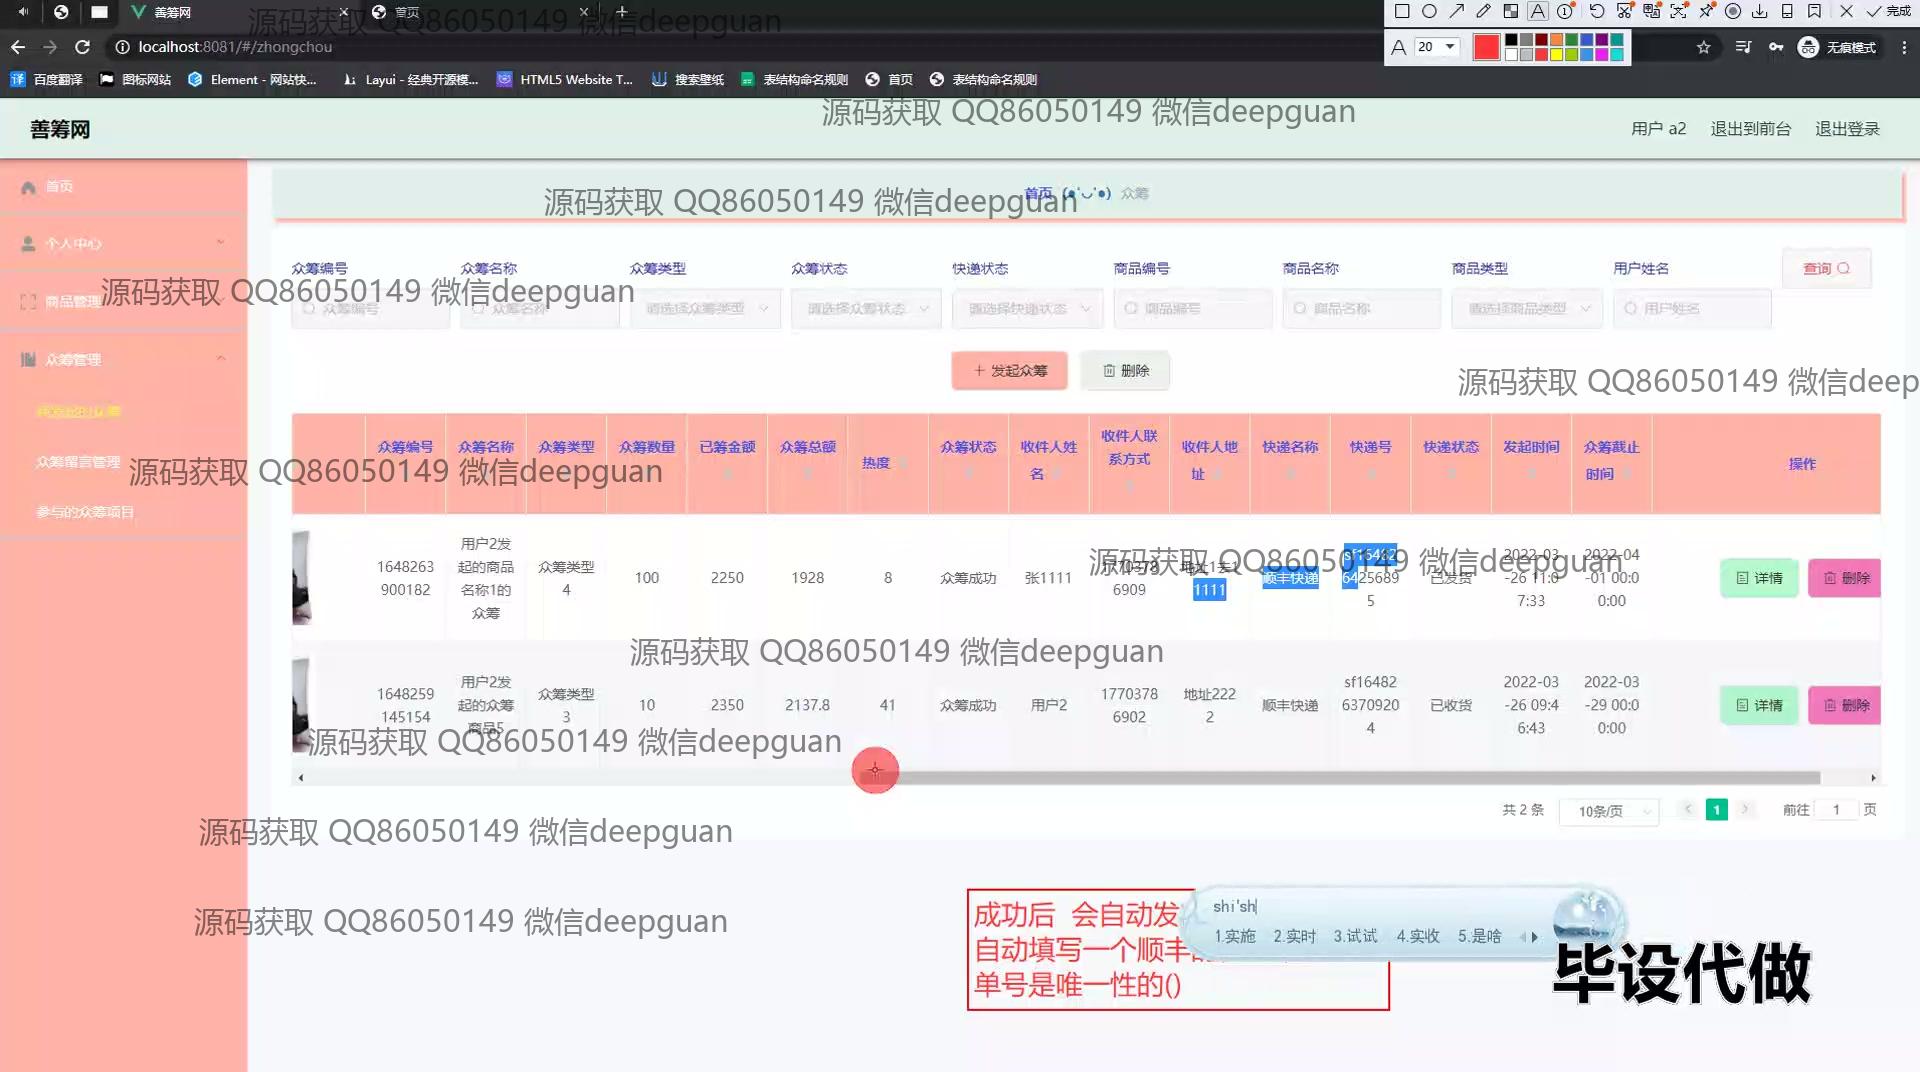 善筹网
首页
A
20
完成
localhost:8081/#/zhongchou
无痕模式
百度翻译
图标网站
Element - 网站快...
Layui - 经典开源模...
HTML5 Website T...
搜索壁纸
表结构命名规则
首页
表结构命名规则
源码获取 QQ86050149 微信deepguan
源码获取 QQ86050149 微信deepguan
善筹网
用户 a2
退出到前台
退出登录
首页
源码获取 QQ86050149 微信deepguan
首页 (●'◡'●) 众筹
个人中心
商品管理
源码获取 QQ86050149 微信deepguan
众筹编号
众筹名称
众筹类型
众筹状态
快递状态
商品编号
商品名称
商品类型
用户姓名
查询
众筹编号
众筹名称
请选择众筹类型
请选择众筹状态
请选择快递状态
商品编号
商品名称
请选择商品类型
用户姓名
众筹管理
发起众筹
删除
源码获取 QQ86050149 微信deep
众筹留言管理
参与的众筹项目
源码获取 QQ86050149 微信deepguan
众筹编号
众筹名称
众筹类型
众筹数量
已筹金额
众筹总额
热度
众筹状态
收件人姓名
收件人联系方式
收件人地址
快递名称
快递号
快递状态
发起时间
众筹截止时间
操作
1648263900182
用户2发起的商品名称1的众筹
众筹类型4
100
2250
1928
8
众筹成功
张1111
17703786909
1111
顺丰快递
sf1648264256895
已发货
2022-03-26 11:07:33
2022-04-01 00:00:00
详情
删除
源码获取 QQ86050149 微信deepguan
源码获取 QQ86050149 微信deepguan
1648259145154
用户2发起的众筹商品5
众筹类型3
10
2350
2137.8
41
众筹成功
用户2
17703786902
地址2222
顺丰快递
sf1648263709204
已收货
2022-03-26 09:46:43
2022-03-29 00:00:00
详情
删除
源码获取 QQ86050149 微信deepguan
共 2 条
10条/页
1
前往 1 页
源码获取 QQ86050149 微信deepguan
源码获取 QQ86050149 微信deepguan
成功后 会自动发
自动填写一个顺丰
单号是唯一性的()
shi'sh
1.实施 2.实时 3.试试 4.实收 5.是啥
毕设代做